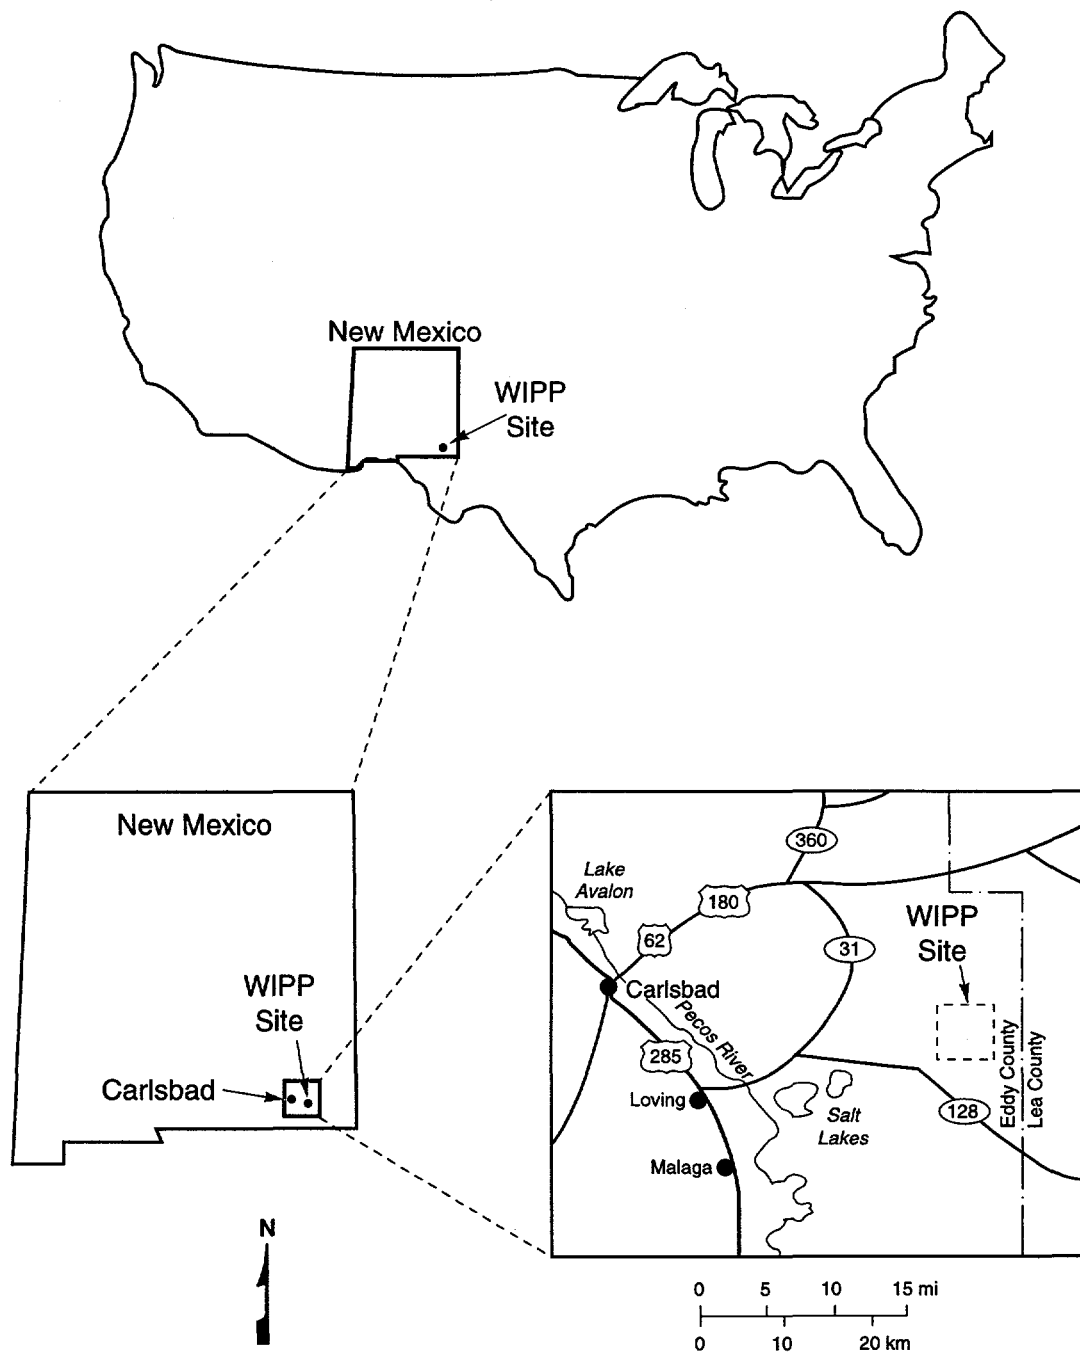 New Mexico
WIPP
Site
New Mexico
WIPP
Site
Carlsbad
N
360
Lake
Avalon
180
62
WIPP
Site
31
Carlsbad
Pecos River
285
Eddy County
Lea County
Loving
128
Salt
Lakes
Malaga
0 5 10 15 mi
0 10 20 km